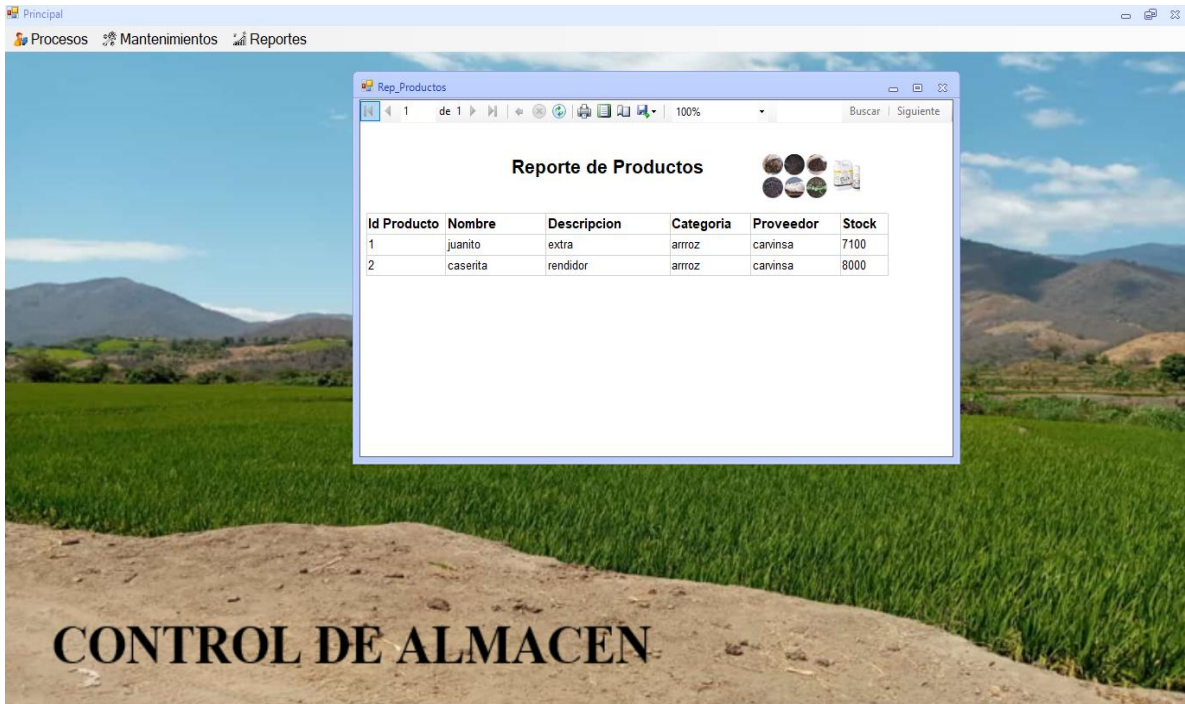 Principal
Procesos Mantenimientos Reportes
Rep_Productos
1 de 1 100% Buscar Siguiente
Reporte de Productos
Id Producto Nombre Descripcion Categoria Proveedor Stock
1 juanito extra arrroz carvinsa 7100
2 caserita rendidor arrroz carvinsa 8000
CONTROL DE ALMACEN